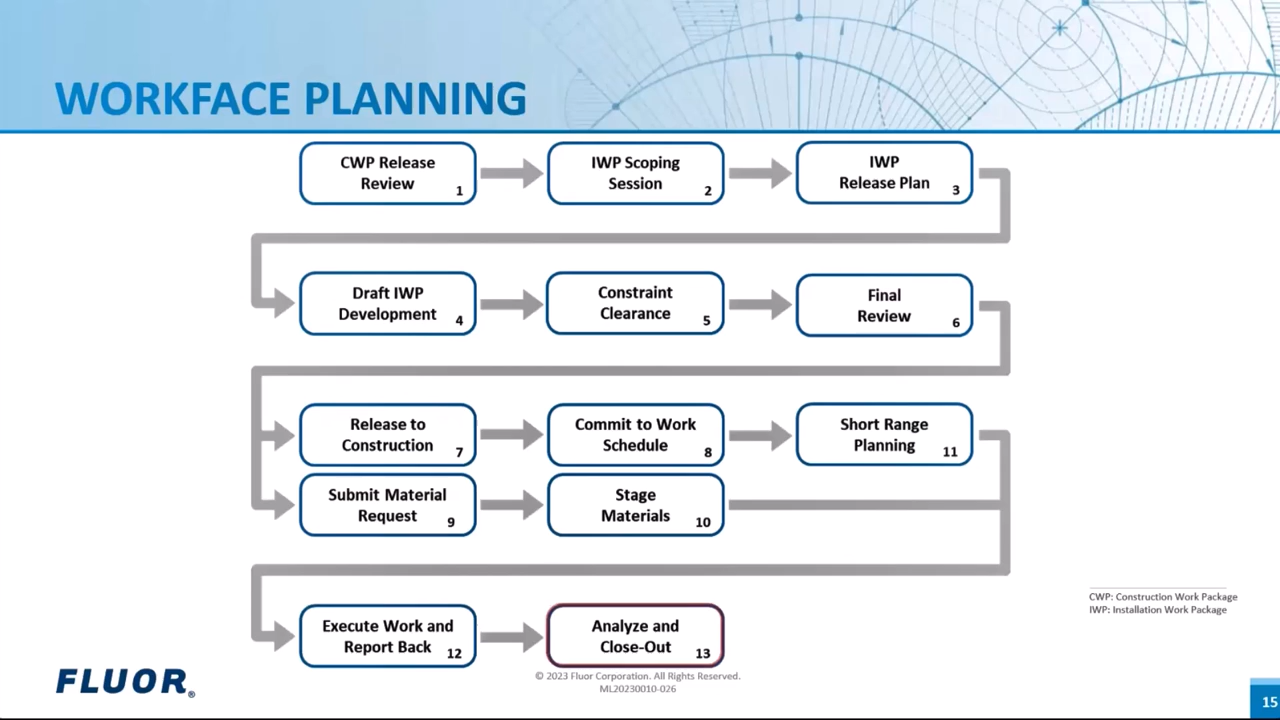 WORKFACE PLANNING
CWP Release
Review 1
IWP Scoping
Session 2
IWP
Release Plan 3
Draft IWP
Development 4
Constraint
Clearance 5
Final
Review 6
Release to
Construction 7
Commit to Work
Schedule 8
Short Range
Planning 11
Submit Material
Request 9
Stage
Materials 10
Execute Work and
Report Back 12
Analyze and
Close-Out 13
CWP: Construction Work Package
IWP: Installation Work Package
FLUOR®
© 2023 Fluor Corporation. All Rights Reserved.
ML20230010-026
15